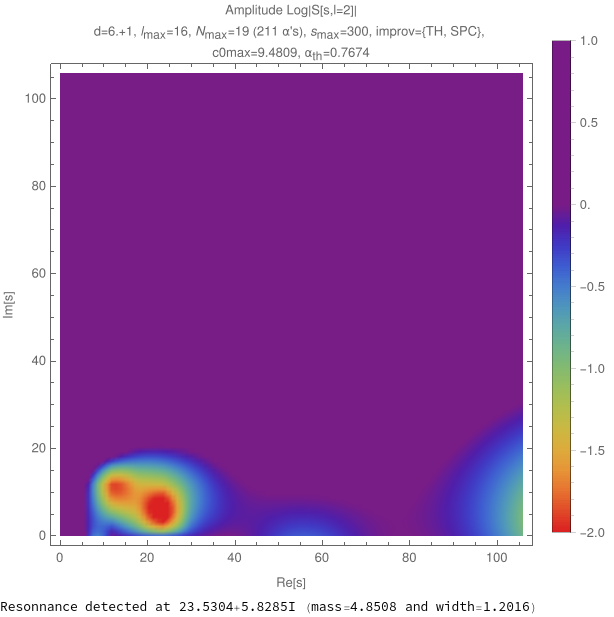 Amplitude Log|S[s,l=2]|
d=6.+1, lmax=16, Nmax=19 (211 α's), smax=300, improv={TH, SPC},
c0max=9.4809, αth=0.7674
1.0
0.5
0.
-0.5
-1.0
-1.5
-2.0
100
80
60
40
20
0
Im[s]
0 20 40 60 80 100
Re[s]
Resonnance detected at 23.5304+5.8285I (mass=4.8508 and width=1.2016)